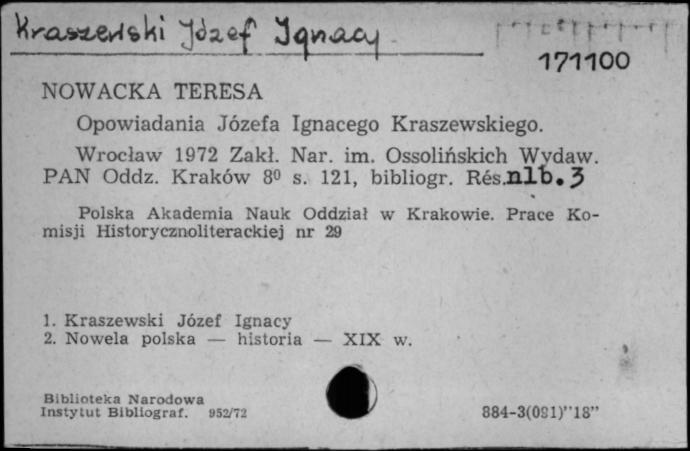 Kraszewski Józef Ignacy
171100
NOWACKA TERESA
Opowiadania Józefa Ignacego Kraszewskiego.
Wrocław 1972 Zakł. Nar. im. Ossolińskich Wydaw.
PAN Oddz. Kraków 8⁰ s. 121, bibliogr. Rés. nlb. 3
Polska Akademia Nauk Oddział w Krakowie. Prace Ko-
misji Historycznoliterackiej nr 29
1. Kraszewski Józef Ignacy
2. Nowela polska — historia — XIX w.
Biblioteka Narodowa
Instytut Bibliograf. 952/72
884-3(091)"18"